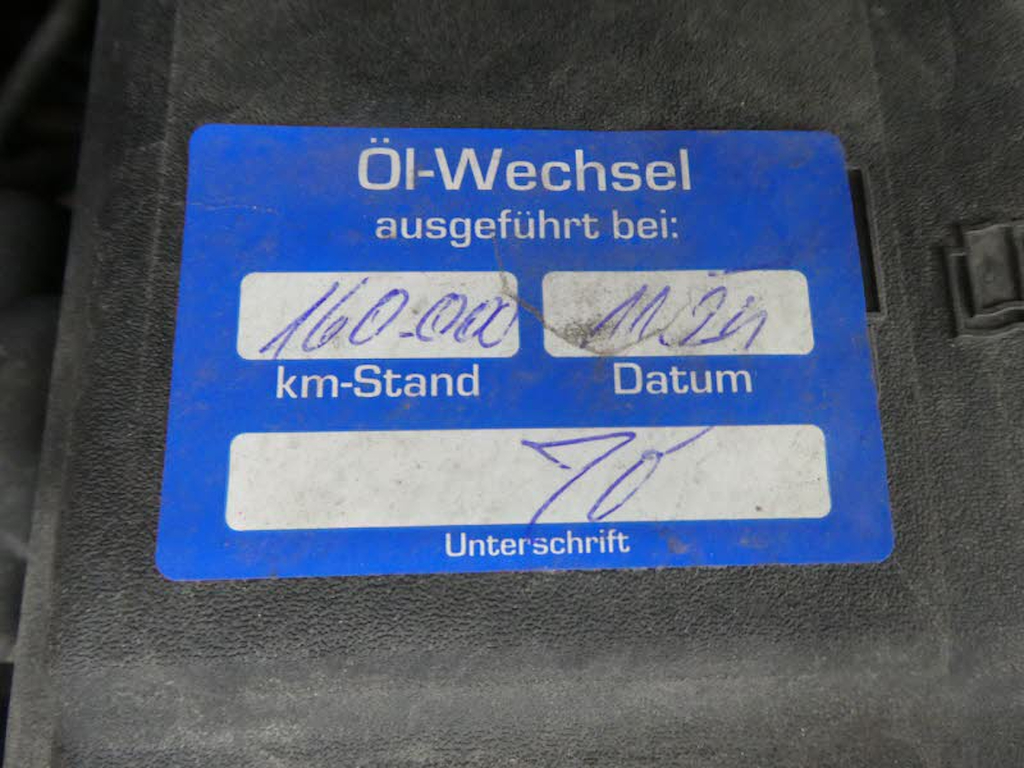 Öl-Wechsel
ausgeführt bei:
160.000 11/24
km-Stand Datum
Unterschrift